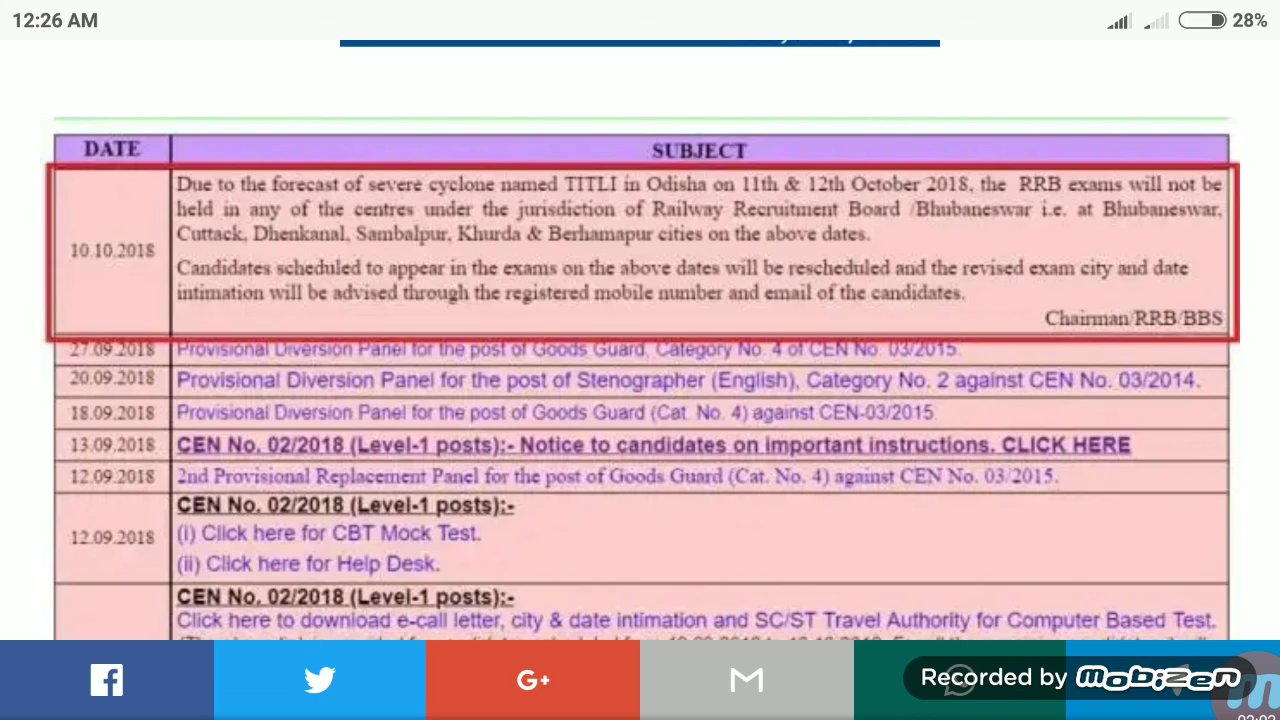 12:26 AM
28%
DATE
SUBJECT
10.10.2018
Due to the forecast of severe cyclone named TITLI in Odisha on 11th & 12th October 2018, the RRB exams will not be
held in any of the centres under the jurisdiction of Railway Recruitment Board /Bhubaneswar i.e. at Bhubaneswar,
Cuttack, Dhenkanal, Sambalpur, Khurda & Berhamapur cities on the above dates.
Candidates scheduled to appear in the exams on the above dates will be rescheduled and the revised exam city and date
intimation will be advised through the registered mobile number and email of the candidates.
Chairman/RRB/BBS
27.09.2018 Provisional Diversion Panel for the post of Goods Guard, Category No. 4 of CEN No. 03/2015.
20.09.2018 Provisional Diversion Panel for the post of Stenographer (English), Category No. 2 against CEN No. 03/2014.
18.09.2018 Provisional Diversion Panel for the post of Goods Guard (Cat. No. 4) against CEN-03/2015
13.09.2018 CEN No. 02/2018 (Level-1 posts):- Notice to candidates on important instructions. CLICK HERE
12.09.2018 2nd Provisional Replacement Panel for the post of Goods Guard (Cat. No. 4) against CEN No. 03/2015.
12.09.2018
CEN No. 02/2018 (Level-1 posts):-
(i) Click here for CBT Mock Test.
(ii) Click here for Help Desk.
CEN No. 02/2018 (Level-1 posts):-
Click here to download e-call letter, city & date intimation and SC/ST Travel Authority for Computer Based Test.
G+
Recorded by mobizen